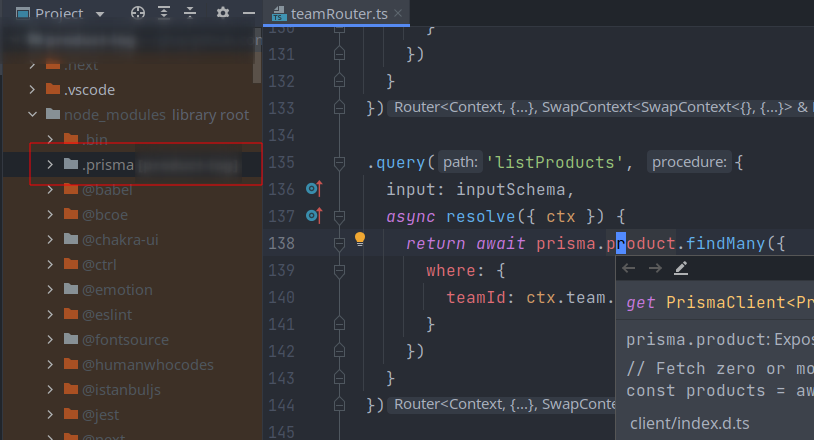 Project
teamRouter.ts
.next
.vscode
node_modules library root
.bin
.prisma
@babel
@bcoe
@chakra-ui
@ctrl
@emotion
@eslint
@fontsource
@humanwhocodes
@istanbuljs
@jest
@next
130 }
131 })
132 }
133 }) Router<Context, {...}, SwapContext<SwapContext<{}, {...}> &
134
135 .query( path: 'listProducts', procedure: {
136 input: inputSchema,
137 async resolve({ ctx }) {
138 return await prisma.product.findMany({
139 where: {
140 teamId: ctx.team.
141 }
142 })
143 }
144 }) Router<Context, {...}, SwapConte
145
get PrismaClient<Pr
prisma.product: Expos
// Fetch zero or mo
const products = aw
client/index.d.ts